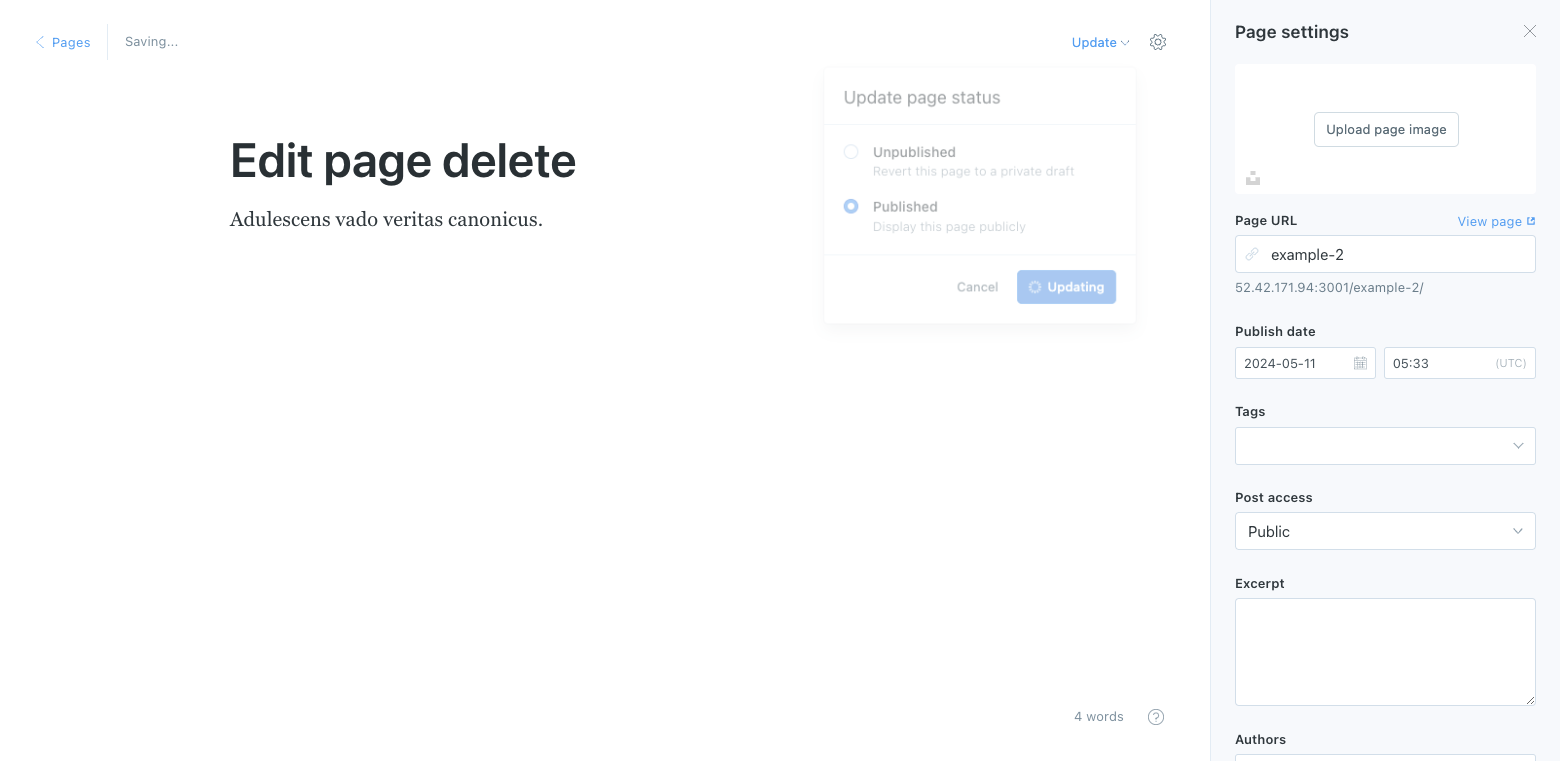 Pages
Saving...
Update
Update page status
Unpublished
Revert this page to a private draft
Published
Display this page publicly
Cancel
Updating
Edit page delete
Adulescens vado veritas canonicus.
4 words
?
Page settings
Upload page image
Page URL
View page
example-2
52.42.171.94:3001/example-2/
Publish date
2024-05-11
05:33 (UTC)
Tags
Post access
Public
Excerpt
Authors